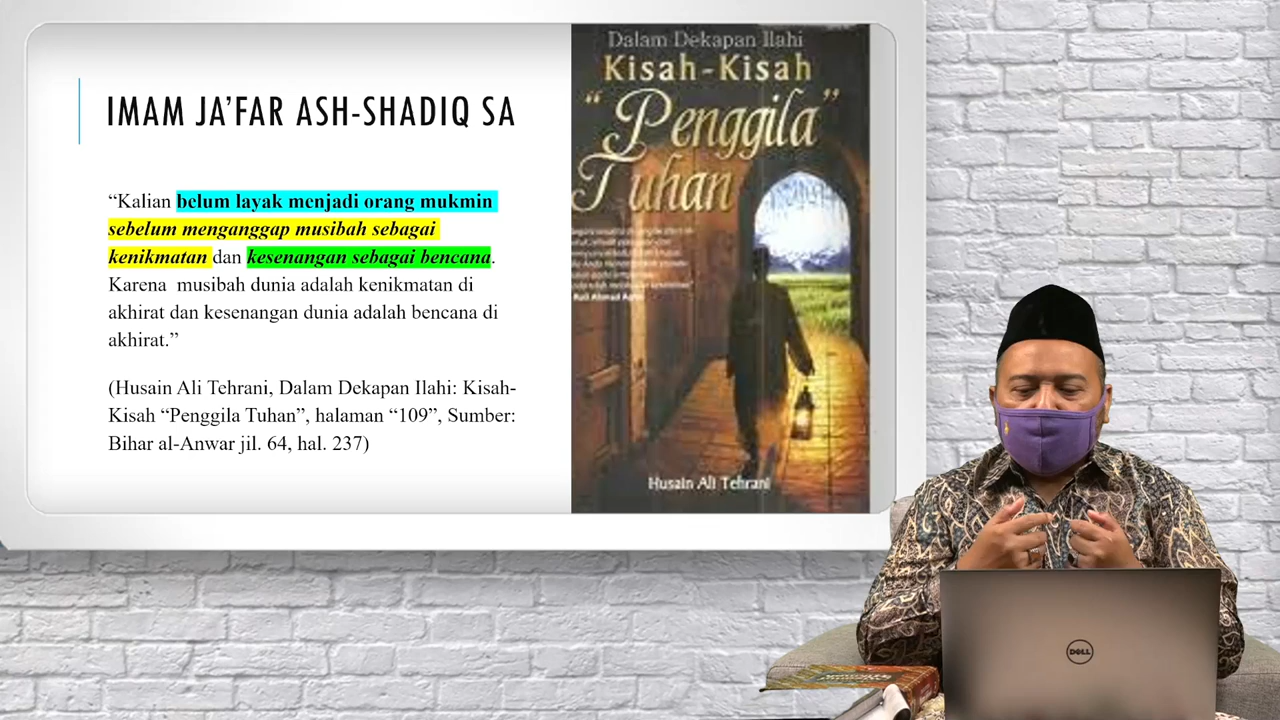 IMAM JA'FAR ASH-SHADIQ SA
“Kalian belum layak menjadi orang mukmin
sebelum menganggap musibah sebagai
kenikmatan dan kesenangan sebagai bencana.
Karena musibah dunia adalah kenikmatan di
akhirat dan kesenangan dunia adalah bencana di
akhirat.”
(Husain Ali Tehrani, Dalam Dekapan Ilahi: Kisah-
Kisah “Penggila Tuhan”, halaman “109”, Sumber:
Bihar al-Anwar jil. 64, hal. 237)
Dalam Dekapan Ilahi
Kisah-Kisah
“Penggila”
Tuhan
Husain Ali Tehrani
DELL